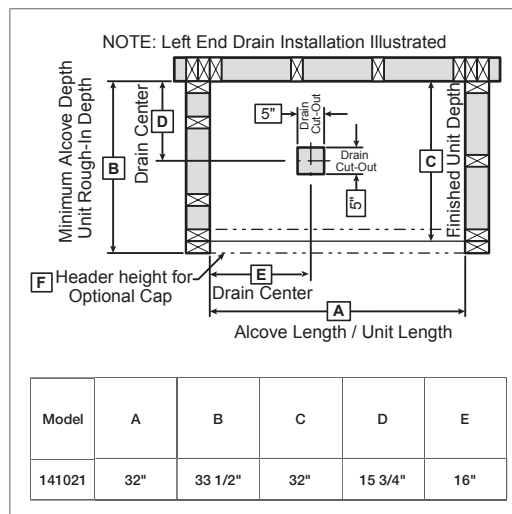 NOTE: Left End Drain Installation Illustrated
Minimum Alcove Depth
Unit Rough-In Depth
B
D
Drain Center
5"
Drain
Cut-Out
Drain
Cut-Out
5"
C
Finished Unit Depth
F Header height for
Optional Cap
E
Drain Center
A
Alcove Length / Unit Length
Model A B C D E
141021 32" 33 1/2" 32" 15 3/4" 16"